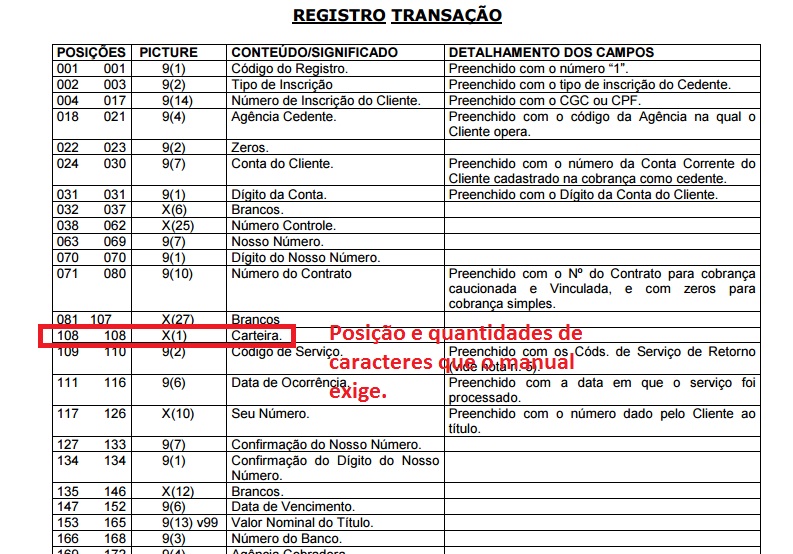 REGISTRO TRANSAÇÃO
POSIÇÕES PICTURE CONTEÚDO/SIGNIFICADO DETALHAMENTO DOS CAMPOS
001 001 9(1) Código do Registro. Preenchido com o número “1”.
002 003 9(2) Tipo de Inscrição Preenchido com o tipo de inscrição do Cedente.
004 017 9(14) Número de Inscrição do Cliente. Preenchido com o CGC ou CPF.
018 021 9(4) Agência Cedente. Preenchido com o código da Agência na qual o
Cliente opera.
022 023 9(2) Zeros.
024 030 9(7) Conta do Cliente. Preenchido com o número da Conta Corrente do
Cliente cadastrado na cobrança como cedente.
031 031 9(1) Dígito da Conta. Preenchido com o Dígito da Conta do Cliente.
032 037 X(6) Brancos.
038 062 X(25) Número Controle.
063 069 9(7) Nosso Número.
070 070 9(1) Dígito do Nosso Número.
071 080 9(10) Número do Contrato Preenchido com o Nº do Contrato para cobrança
caucionada e Vinculada, e com zeros para
cobrança simples.
081 107 X(27) Brancos
108 108 X(1) Carteira.
Posição e quantidades de
caracteres que o manual
exige.
109 110 9(2) Código de Serviço. Preenchido com os Códs. de Serviço de Retorno
(vide nota n. 5).
111 116 9(6) Data de Ocorrência. Preenchido com a data em que o serviço foi
processado.
117 126 X(10) Seu Número. Preenchido com o número dado pelo Cliente ao
título.
127 133 9(7) Confirmação do Nosso Número.
134 134 9(1) Confirmação do Dígito do Nosso
Número.
135 146 X(12) Brancos.
147 152 9(6) Data de Vencimento.
153 165 9(13) v99 Valor Nominal do Título.
166 168 9(3) Número do Banco.
169 173 9(4) Agência Cobradora